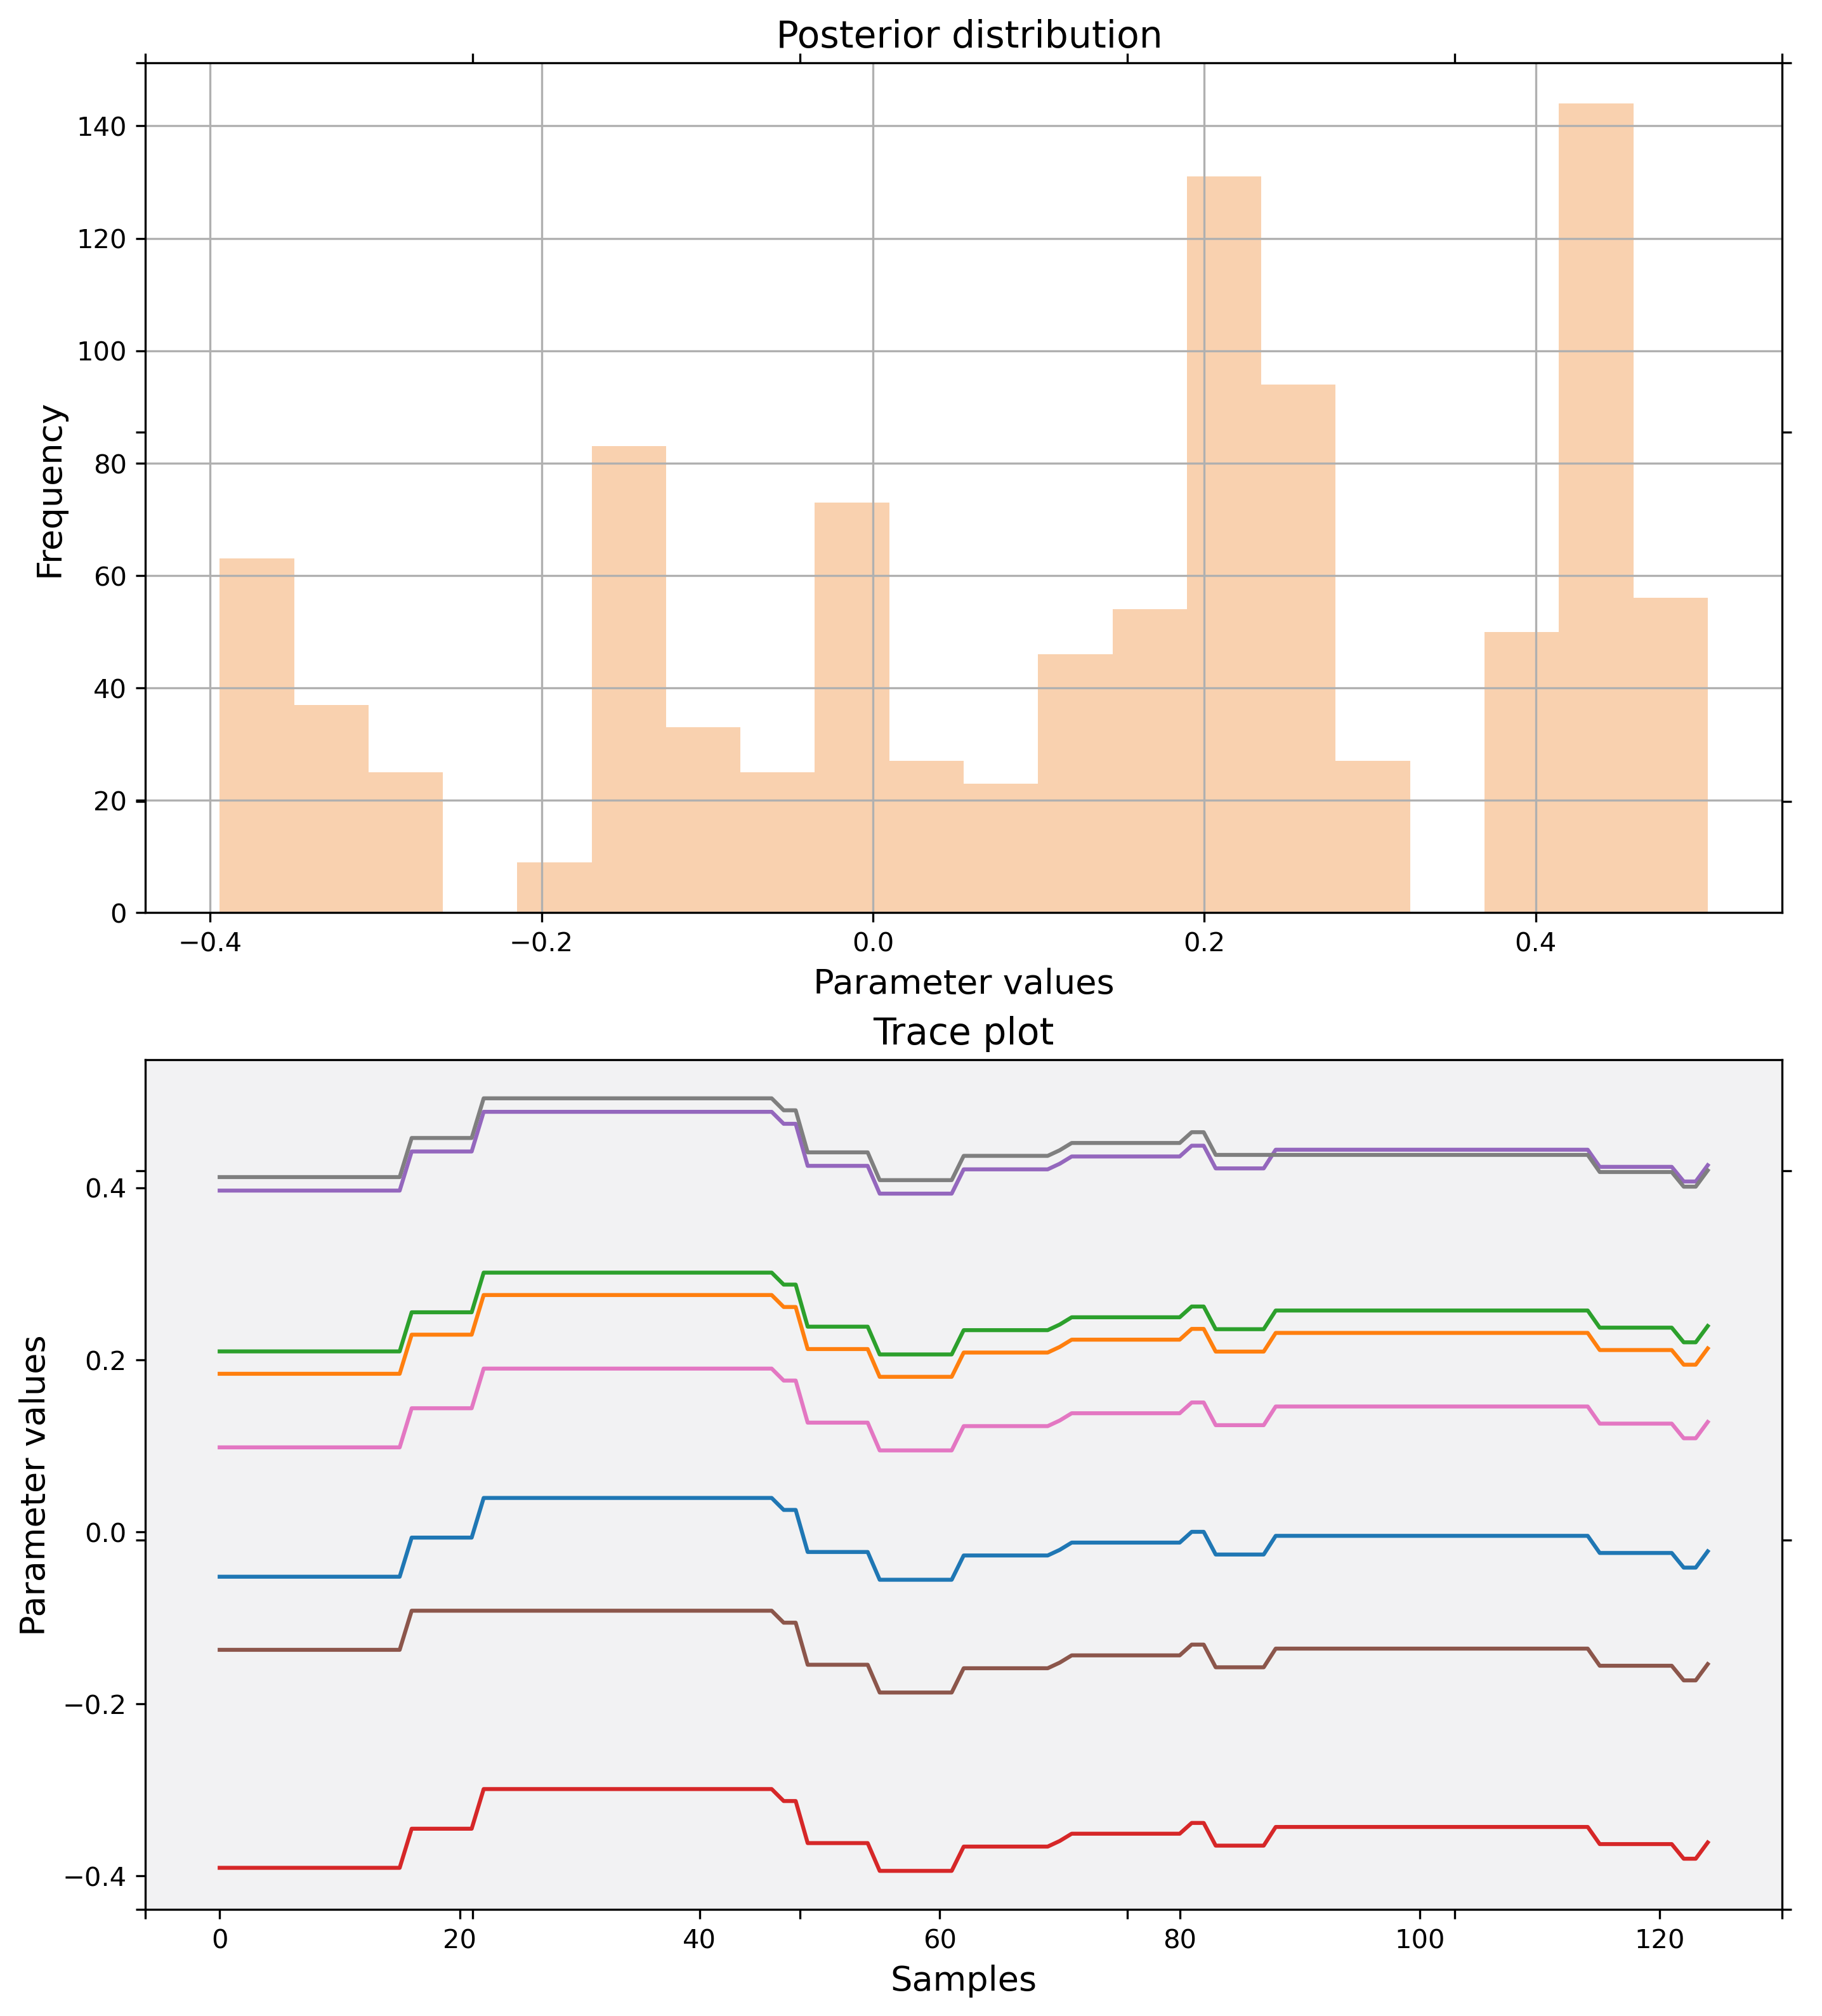 Posterior distribution
140
120
100
80
60
40
20
0
Frequency
−0.4 −0.2 0.0 0.2 0.4
Parameter values
Trace plot
0.4
0.2
0.0
−0.2
−0.4
Parameter values
0 20 40 60 80 100 120
Samples